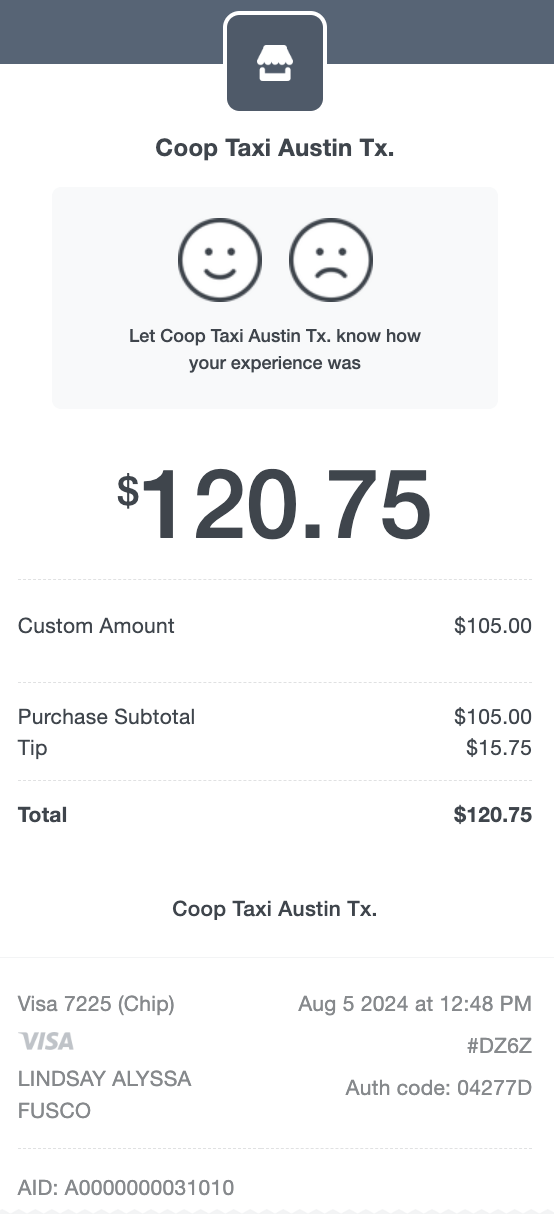 Coop Taxi Austin Tx.
Let Coop Taxi Austin Tx. know how
your experience was
$120.75
Custom Amount $105.00
Purchase Subtotal $105.00
Tip $15.75
Total $120.75
Coop Taxi Austin Tx.
Visa 7225 (Chip) Aug 5 2024 at 12:48 PM
VISA #DZ6Z
LINDSAY ALYSSA Auth code: 04277D
FUSCO
AID: A0000000031010